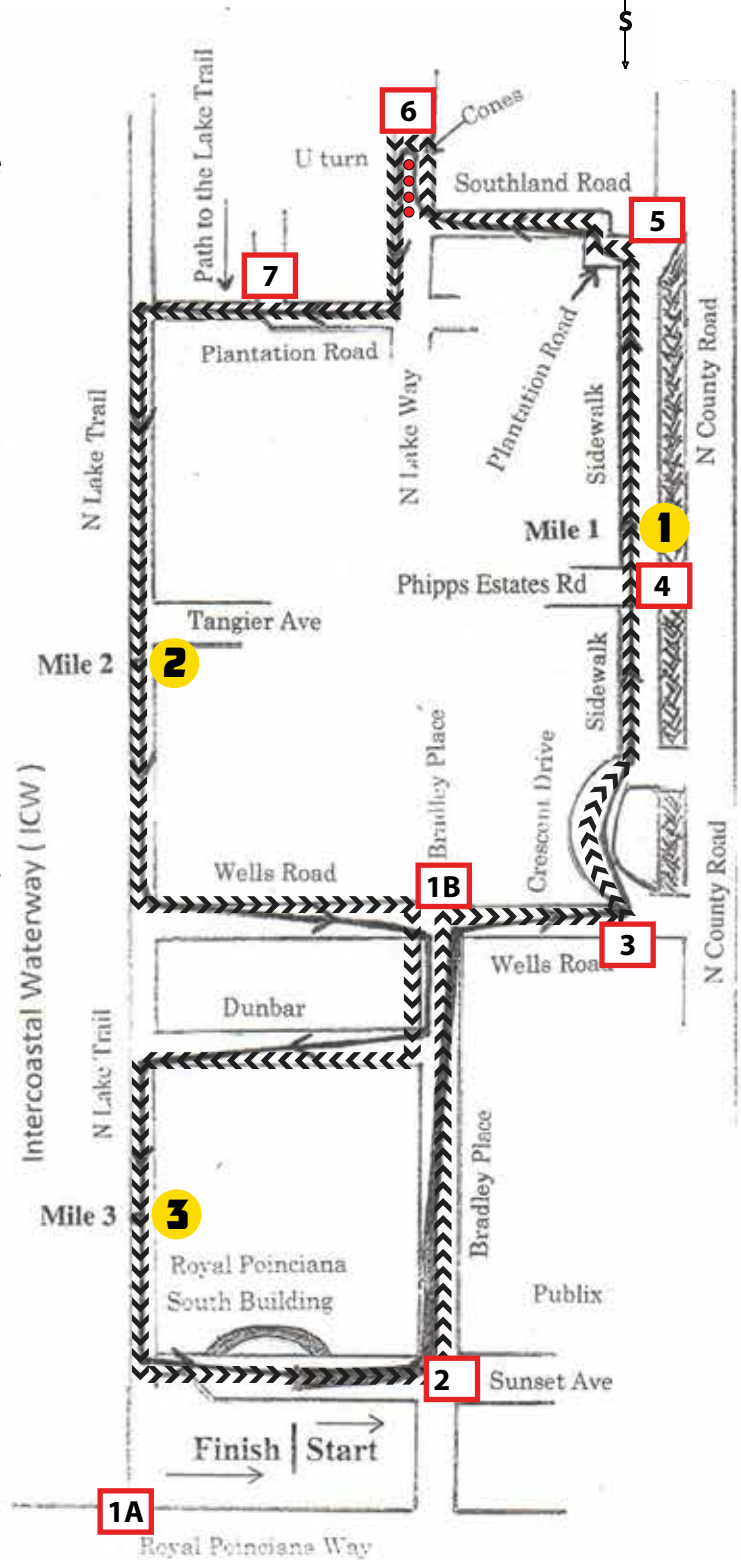 S
Path to the Lake Trail
6
Cones
U turn
Southland Road
5
7
Plantation Road
Plantation Road
N Lake Trail
N Lake Way
Sidewalk
N County Road
Mile 1
1
Phipps Estates Rd
4
Tangier Ave
Mile 2
2
Sidewalk
Bradley Place
Crescent Drive
Intercoastal Waterway ( ICW )
Wells Road
1B
3
Wells Road
N County Road
Dunbar
N Lake Trail
Mile 3
3
Bradley Place
Royal Poinciana
South Building
Publix
2
Sunset Ave
Finish | Start
1A
Royal Poinciana Way